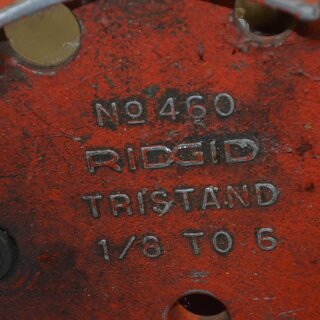 No 460
RIDGID
TRISTAND
1/8 TO 6